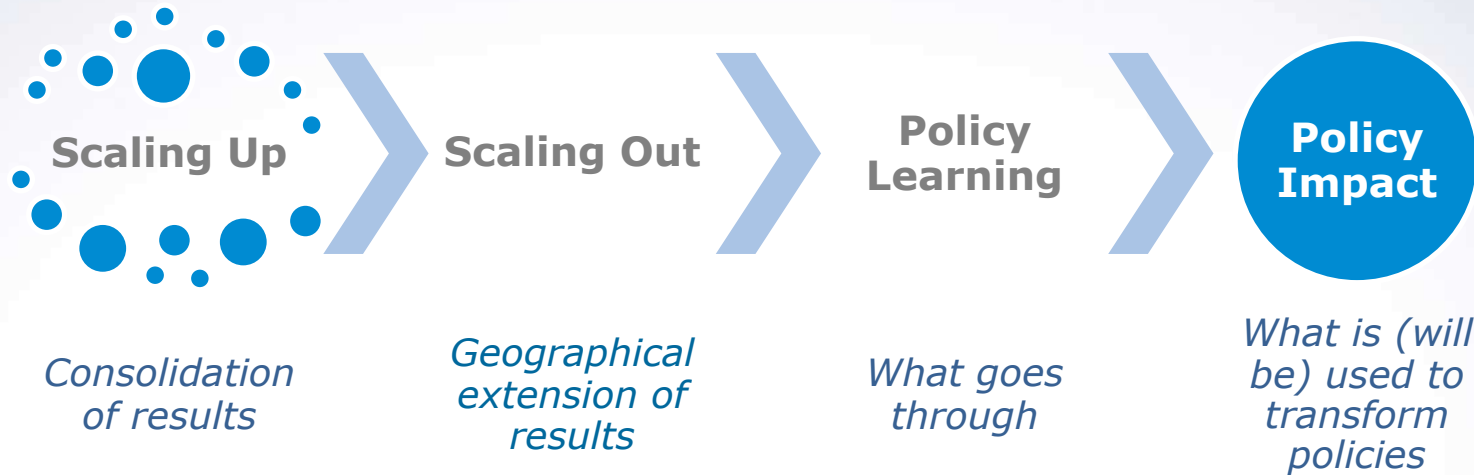 Scaling Up
Scaling Out
Policy
Learning
Policy
Impact
Consolidation
of results
Geographical
extension of
results
What goes
through
What is (will
be) used to
transform
policies